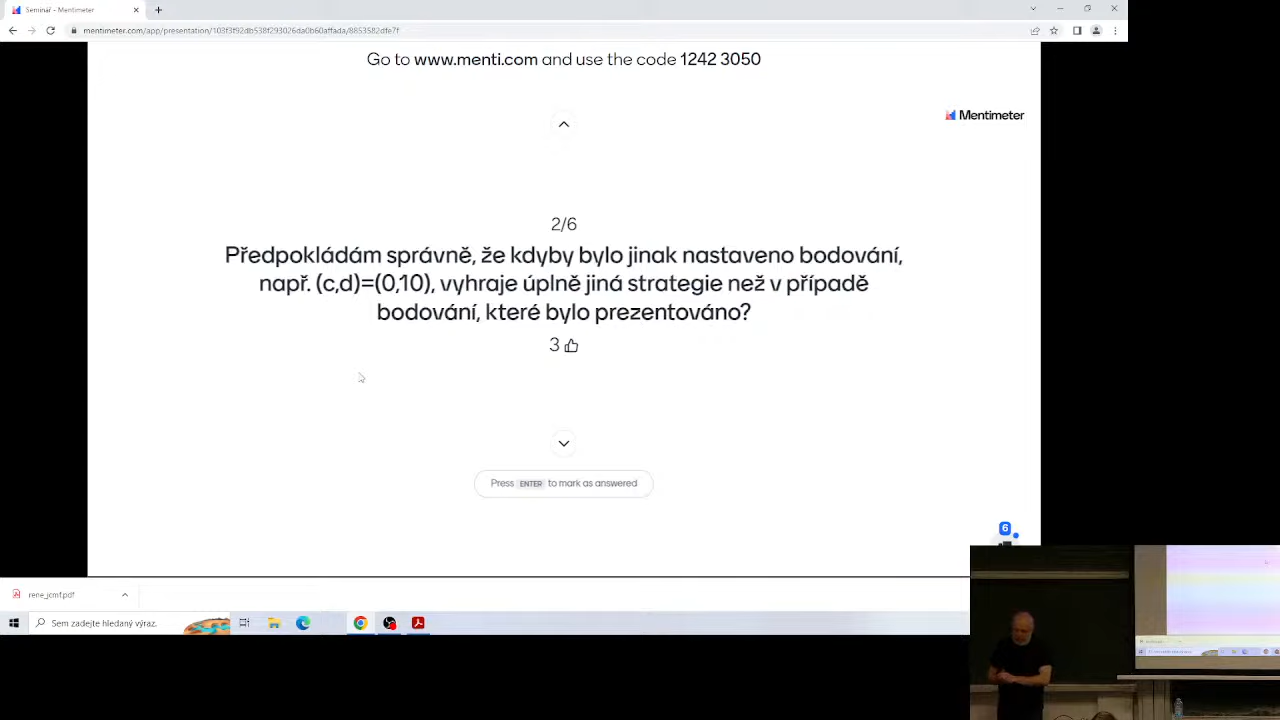 Seminář - Mentimeter
mentimeter.com/app/presentation/103f3f92db538f293026da0b60affada/8853582dfe7f
Go to www.menti.com and use the code 1242 3050
Mentimeter
2/6
Předpokládám správně, že kdyby bylo jinak nastaveno bodování,
např. (c,d)=(0,10), vyhraje úplně jiná strategie než v případě
bodování, které bylo prezentováno?
3
Press ENTER to mark as answered
6
rene_jcmf.pdf
Sem zadejte hledaný výraz.